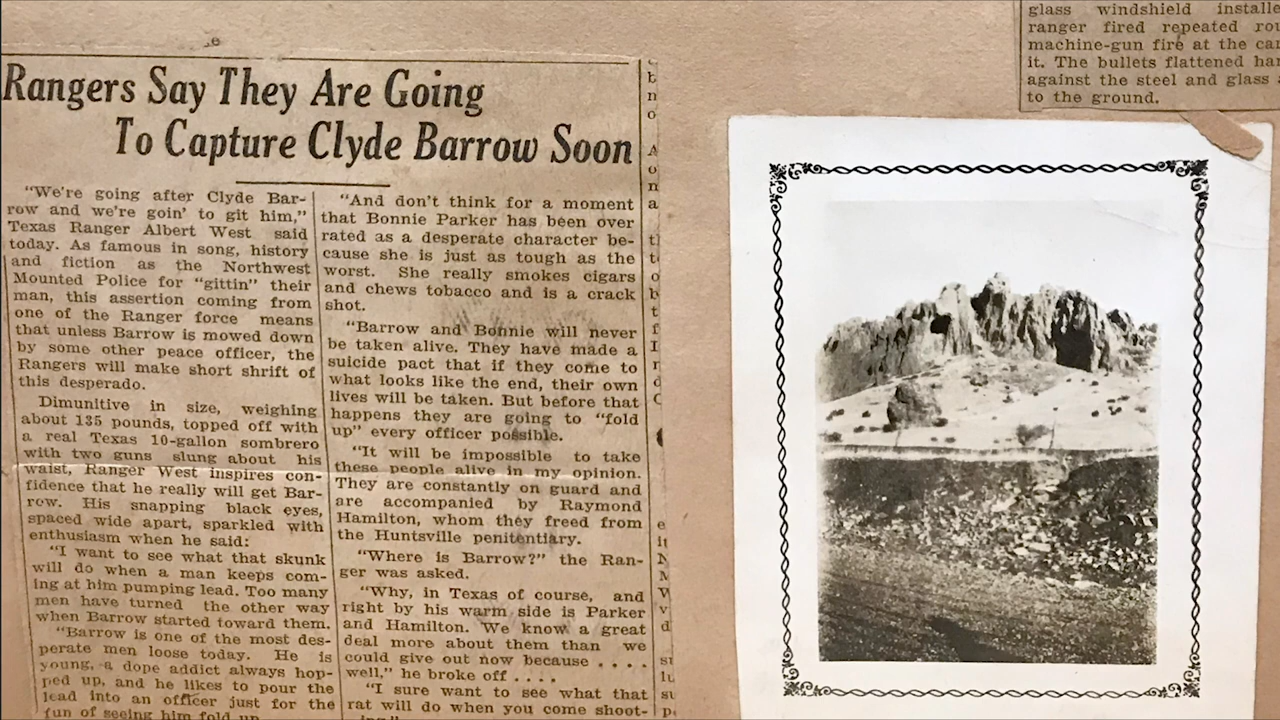 Rangers Say They Are Going
To Capture Clyde Barrow Soon
"We're going after Clyde Bar-
row and we're goin' to git him,"
Texas Ranger Albert West said
today. As famous in song, history
and fiction as the Northwest
Mounted Police for "gittin" their
man, this assertion coming from
one of the Ranger force means
that unless Barrow is mowed down
by some other peace officer, the
Rangers will make short shrift of
this desperado.
Dimunitive in size, weighing
about 135 pounds, topped off with
a real Texas 10-gallon sombrero
with two guns slung about his
waist, Ranger West inspires con-
fidence that he really will get Bar-
row. His snapping black eyes,
spaced wide apart, sparkled with
enthusiasm when he said:
"I want to see what that skunk
will do when a man keeps com-
ing at him pumping lead. Too many
men have turned the other way
when Barrow started toward them.
"Barrow is one of the most des-
perate men loose today. He is
young, a dope addict always hop-
ped up, and he likes to pour the
lead into an officer just for the
fun of seeing him fold up
"And don't think for a moment
that Bonnie Parker has been over
rated as a desperate character be-
cause she is just as tough as the
worst. She really smokes cigars
and chews tobacco and is a crack
shot.
"Barrow and Bonnie will never
be taken alive. They have made a
suicide pact that if they come to
what looks like the end, their own
lives will be taken. But before that
happens they are going to "fold
up" every officer possible.
"It will be impossible to take
these people alive in my opinion.
They are constantly on guard and
are accompanied by Raymond
Hamilton, whom they freed from
the Huntsville penitentiary.
"Where is Barrow?" the Ran-
ger was asked.
"Why, in Texas of course, and
right by his warm side is Parker
and Hamilton. We know a great
deal more about them than we
could give out now because ....
well," he broke off ....
"I sure want to see what that
rat will do when you come shoot-
glass windshield installe
ranger fired repeated rou
machine-gun fire at the car
it. The bullets flattened har
against the steel and glass
to the ground.